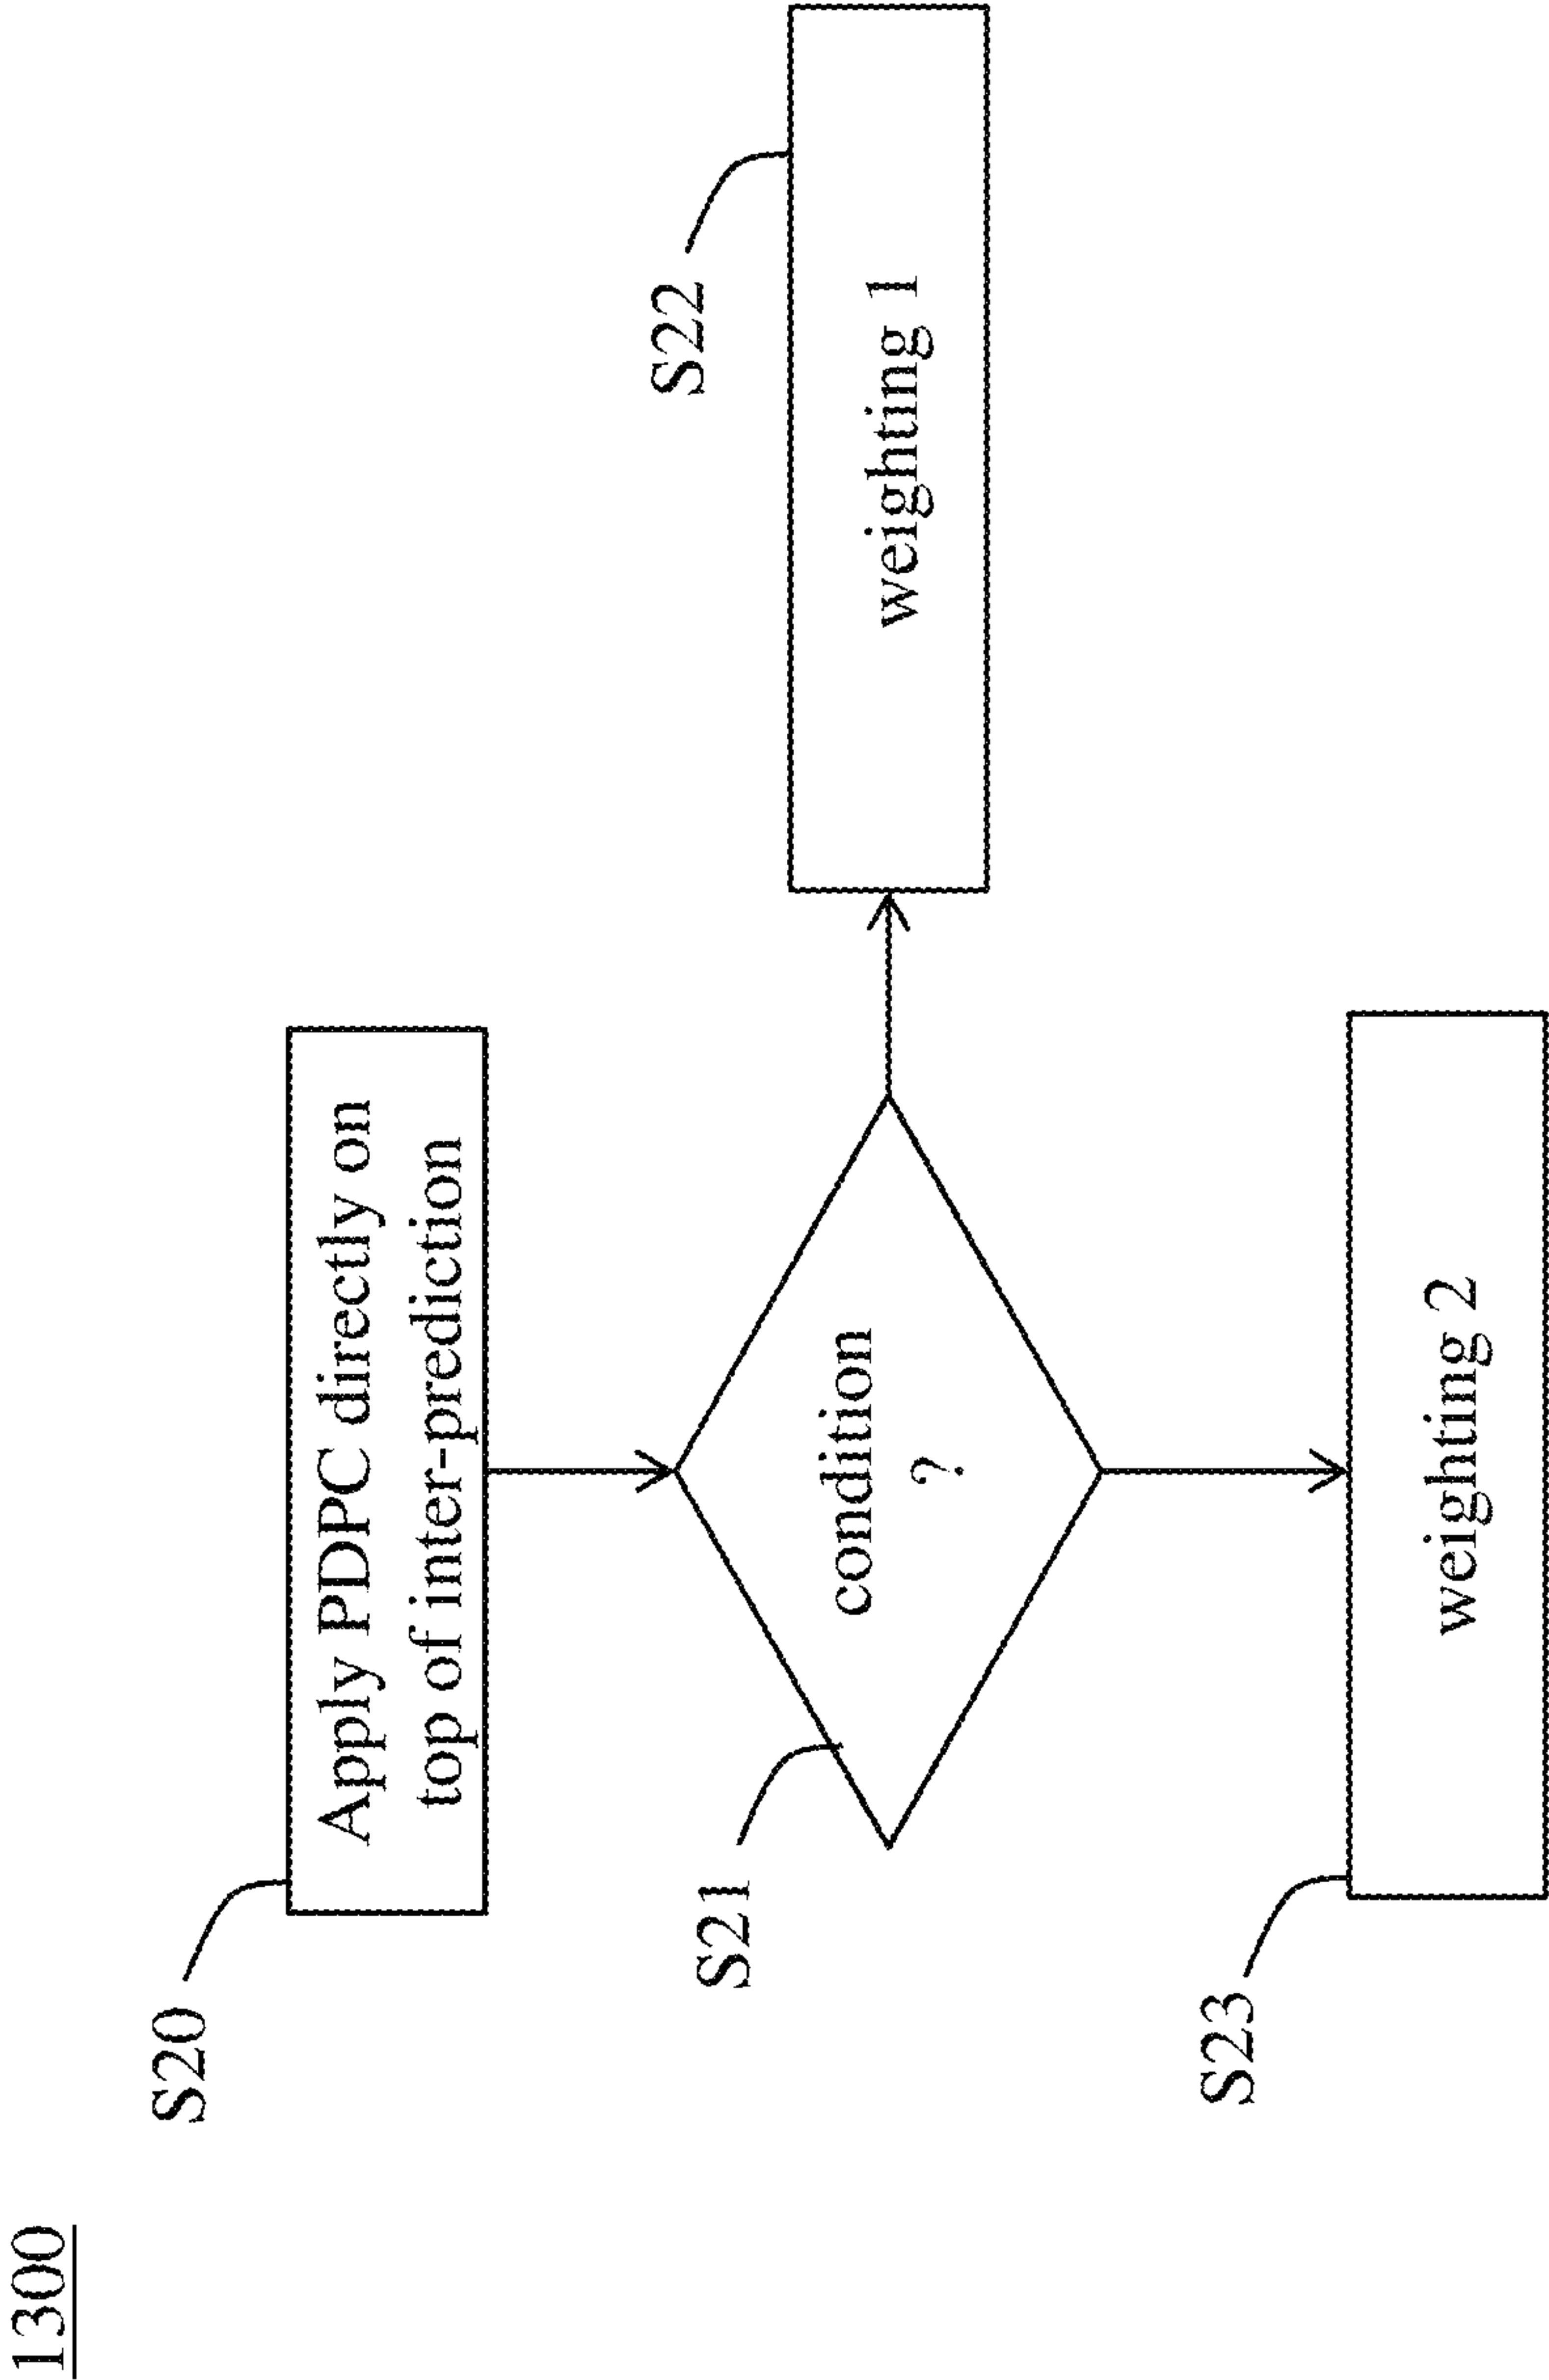 1300
S20
Apply PDPC directly on
top of inter-prediction
S21
condition
?
S22
weighting 1
S23
weighting 2